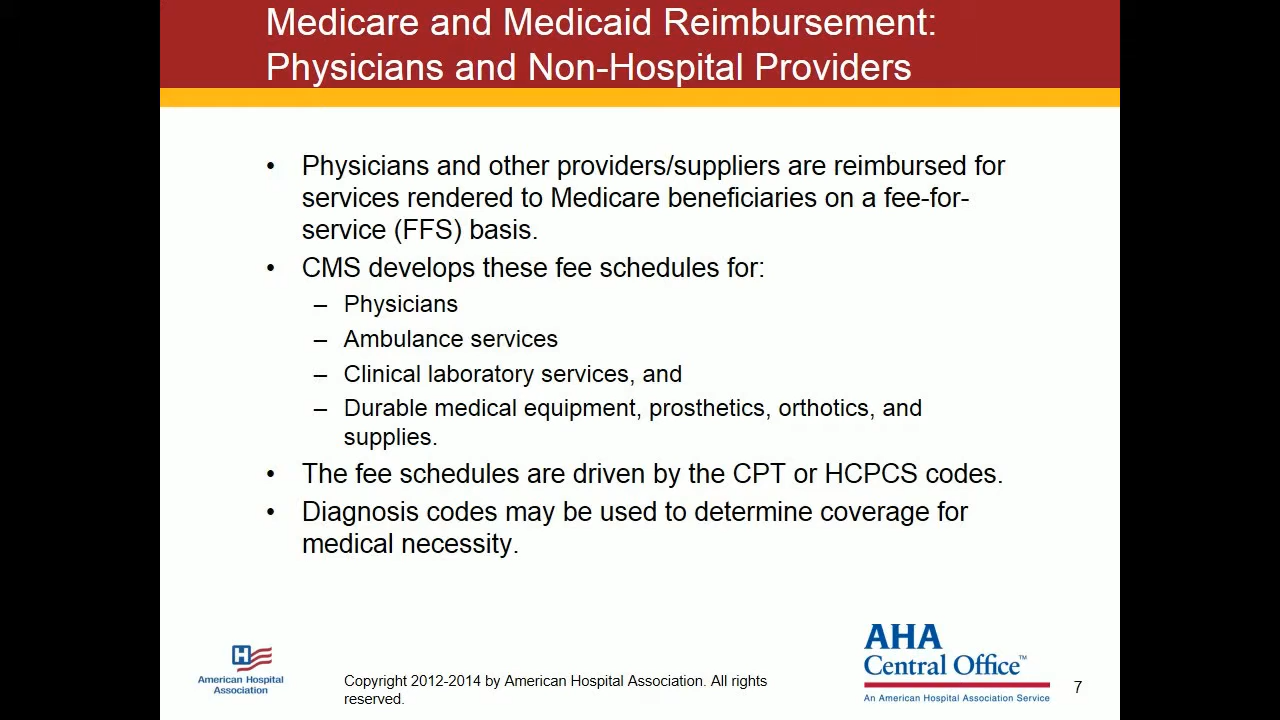 Medicare and Medicaid Reimbursement:
Physicians and Non-Hospital Providers
• Physicians and other providers/suppliers are reimbursed for
services rendered to Medicare beneficiaries on a fee-for-
service (FFS) basis.
• CMS develops these fee schedules for:
– Physicians
– Ambulance services
– Clinical laboratory services, and
– Durable medical equipment, prosthetics, orthotics, and
supplies.
• The fee schedules are driven by the CPT or HCPCS codes.
• Diagnosis codes may be used to determine coverage for
medical necessity.
H
American Hospital
Association
Copyright 2012-2014 by American Hospital Association. All rights
reserved.
AHA
Central Office™
An American Hospital Association Service
7